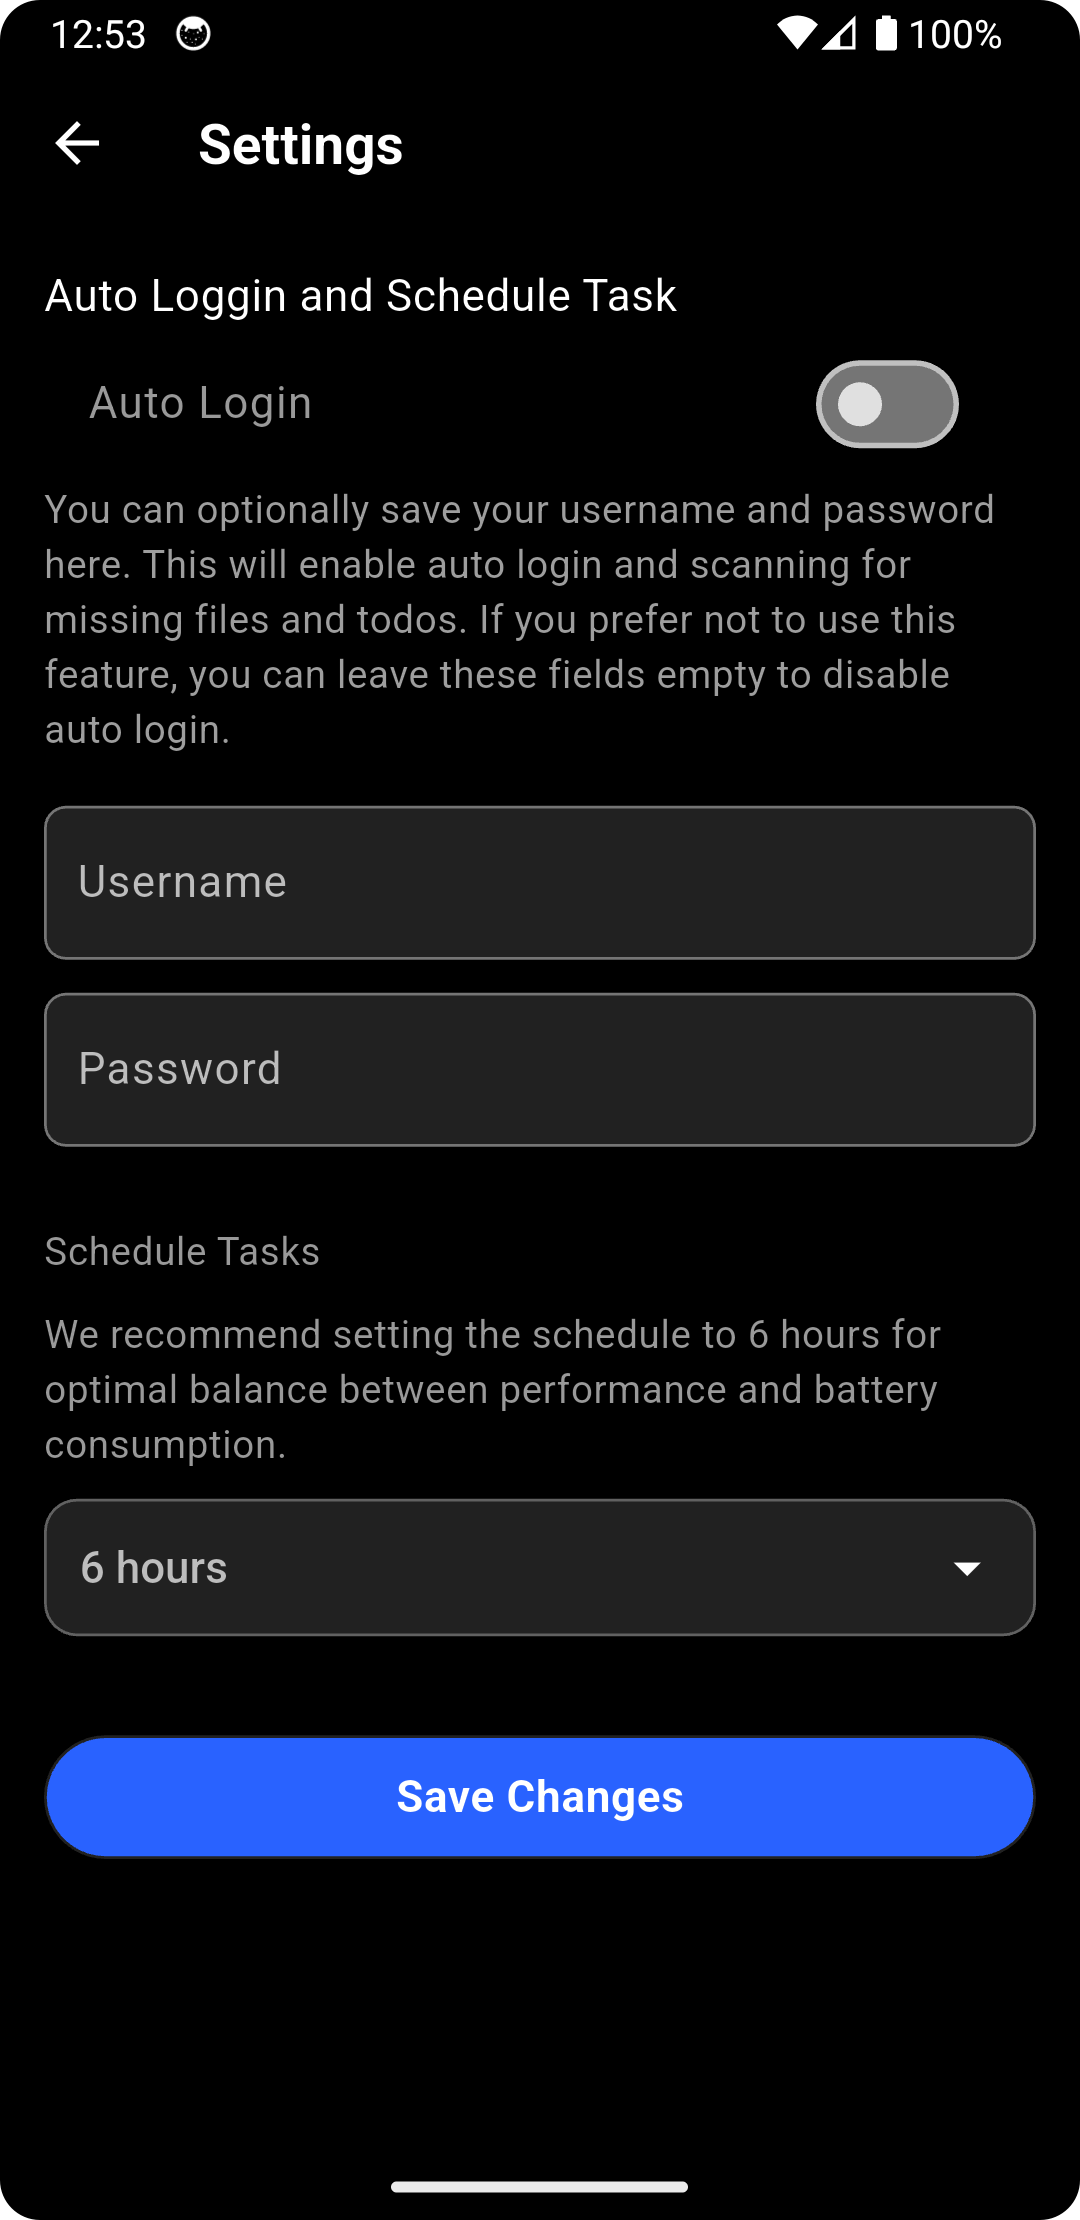 12:53
100%
Settings
Auto Loggin and Schedule Task
Auto Login
You can optionally save your username and password
here. This will enable auto login and scanning for
missing files and todos. If you prefer not to use this
feature, you can leave these fields empty to disable
auto login.
Username
Password
Schedule Tasks
We recommend setting the schedule to 6 hours for
optimal balance between performance and battery
consumption.
6 hours
Save Changes